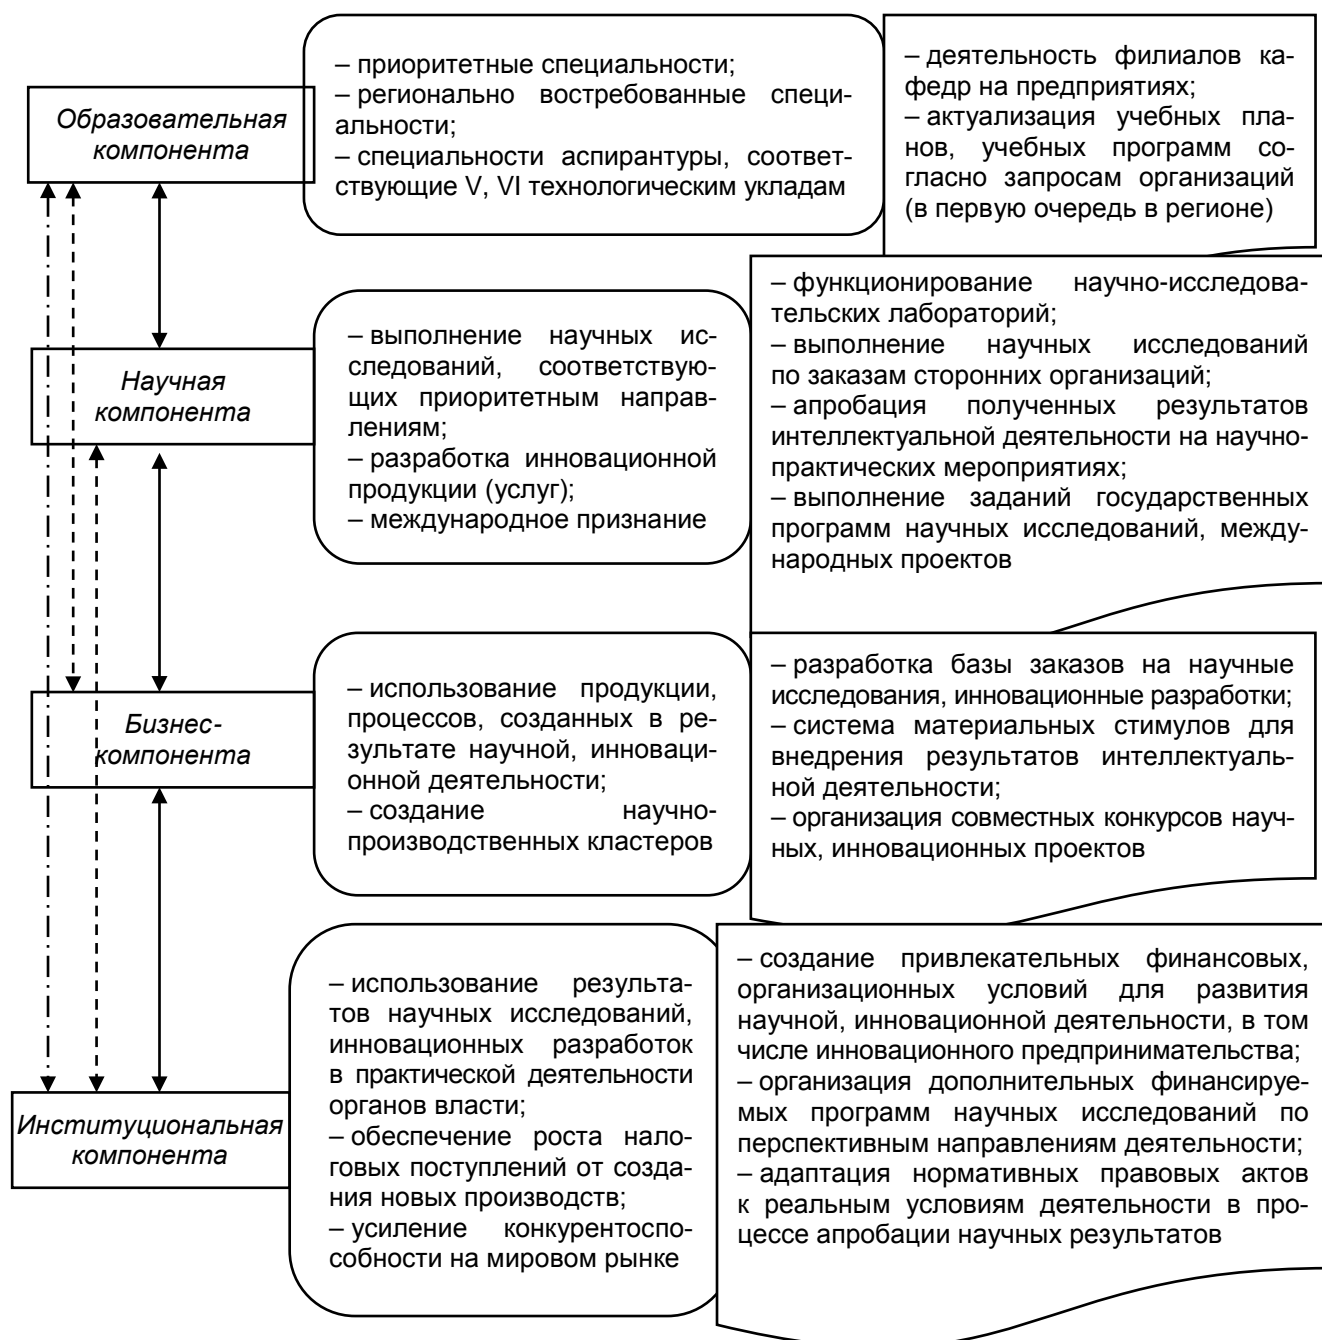 Образовательная
компонента
– приоритетные специальности;
– регионально востребованные специ-
альности;
– специальности аспирантуры, соответ-
ствующие V, VI технологическим укладам
– деятельность филиалов ка-
федр на предприятиях;
– актуализация учебных пла-
нов, учебных программ со-
гласно запросам организаций
(в первую очередь в регионе)
Научная
компонента
– выполнение научных ис-
следований, соответствую-
щих приоритетным направ-
лениям;
– разработка инновационной
продукции (услуг);
– международное признание
– функционирование научно-исследова-
тельских лабораторий;
– выполнение научных исследований
по заказам сторонних организаций;
– апробация полученных результатов
интеллектуальной деятельности на научно-
практических мероприятиях;
– выполнение заданий государственных
программ научных исследований, между-
народных проектов
Бизнес-
компонента
– использование продукции,
процессов, созданных в ре-
зультате научной, инноваци-
онной деятельности;
– создание научно-
производственных кластеров
– разработка базы заказов на научные
исследования, инновационные разработки;
– система материальных стимулов для
внедрения результатов интеллектуаль-
ной деятельности;
– организация совместных конкурсов науч-
ных, инновационных проектов
Институциональная
компонента
– использование результа-
тов научных исследований,
инновационных разработок
в практической деятельности
органов власти;
– обеспечение роста нало-
говых поступлений от созда-
ния новых производств;
– усиление конкурентоспо-
собности на мировом рынке
– создание привлекательных финансовых,
организационных условий для развития
научной, инновационной деятельности, в том
числе инновационного предпринимательства;
– организация дополнительных финансируе-
мых программ научных исследований по
перспективным направлениям деятельности;
– адаптация нормативных правовых актов
к реальным условиям деятельности в про-
цессе апробации научных результатов